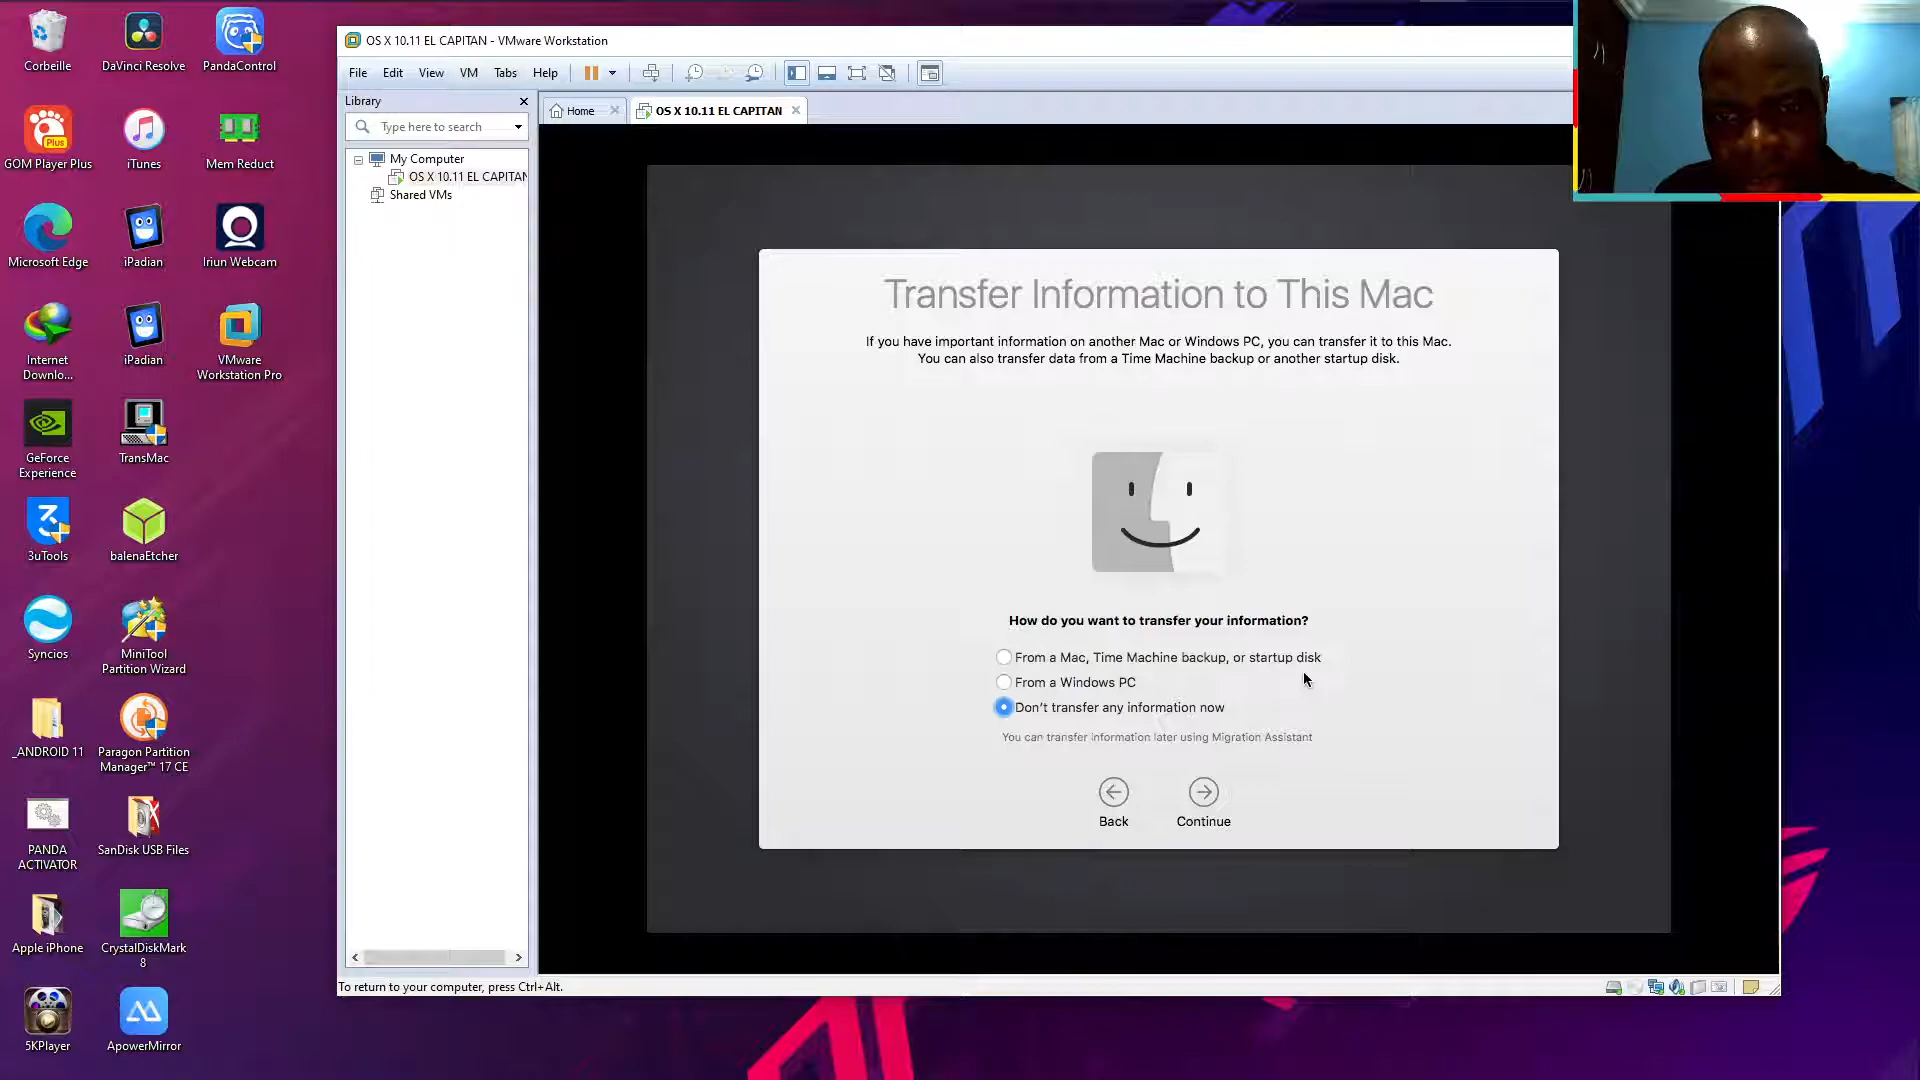 Corbeille
DaVinci Resolve
PandaControl
GOM Player Plus
Plus
iTunes
Mem Reduct
Microsoft Edge
iPadian
Iriun Webcam
Internet
Downlo...
iPadian
VMware
Workstation Pro
GeForce
Experience
TransMac
3uTools
balenaEtcher
Syncios
MiniTool
Partition Wizard
_ANDROID 11
Paragon Partition
Manager™ 17 CE
PANDA
ACTIVATOR
SanDisk USB Files
Apple iPhone
CrystalDiskMark
8
5KPlayer
ApowerMirror
OS X 10.11 EL CAPITAN - VMware Workstation
File Edit View VM Tabs Help
Library
Type here to search
My Computer
OS X 10.11 EL CAPITAN
Shared VMs
Home
OS X 10.11 EL CAPITAN
Transfer Information to This Mac
If you have important information on another Mac or Windows PC, you can transfer it to this Mac.
You can also transfer data from a Time Machine backup or another startup disk.
How do you want to transfer your information?
From a Mac, Time Machine backup, or startup disk
From a Windows PC
Don't transfer any information now
You can transfer information later using Migration Assistant
Back
Continue
To return to your computer, press Ctrl+Alt.